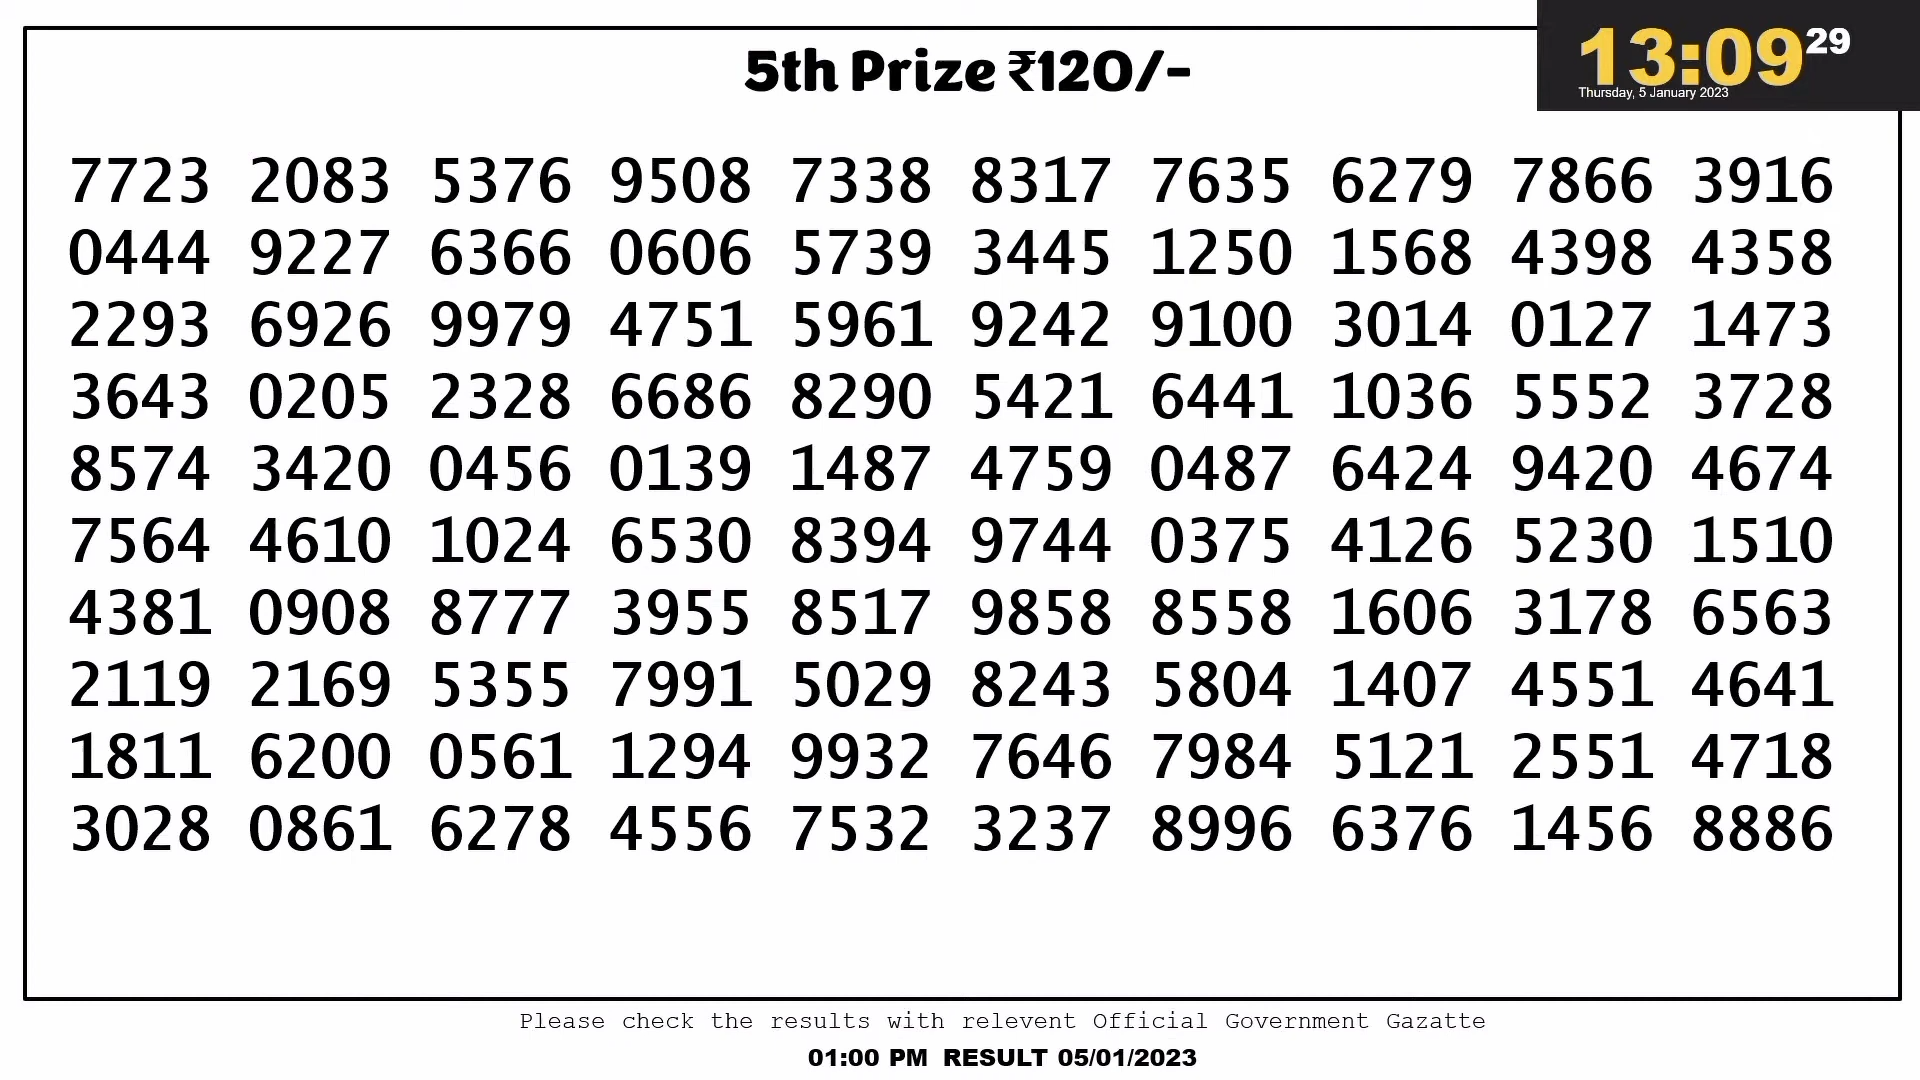 5th Prize ₹120/-
13:09 29
Thursday, 5 January 2023
7723 2083 5376 9508 7338 8317 7635 6279 7866 3916
0444 9227 6366 0606 5739 3445 1250 1568 4398 4358
2293 6926 9979 4751 5961 9242 9100 3014 0127 1473
3643 0205 2328 6686 8290 5421 6441 1036 5552 3728
8574 3420 0456 0139 1487 4759 0487 6424 9420 4674
7564 4610 1024 6530 8394 9744 0375 4126 5230 1510
4381 0908 8777 3955 8517 9858 8558 1606 3178 6563
2119 2169 5355 7991 5029 8243 5804 1407 4551 4641
1811 6200 0561 1294 9932 7646 7984 5121 2551 4718
3028 0861 6278 4556 7532 3237 8996 6376 1456 8886
Please check the results with relevent Official Government Gazatte
01:00 PM RESULT 05/01/2023